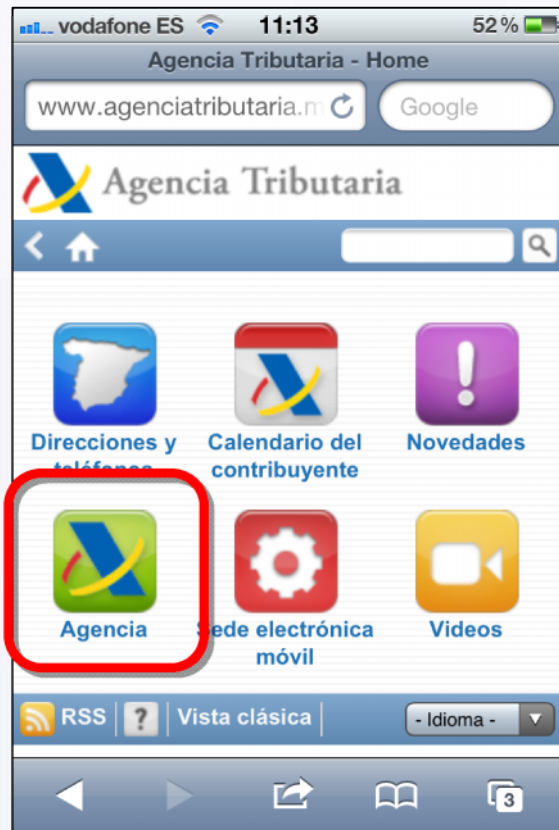 vodafone ES 11:13 52 %
Agencia Tributaria - Home
www.agenciatributaria.m Google
Agencia Tributaria
Direcciones y teléfonos
Calendario del contribuyente
Novedades
Agencia
Sede electrónica móvil
Videos
RSS ? Vista clásica - Idioma -
3